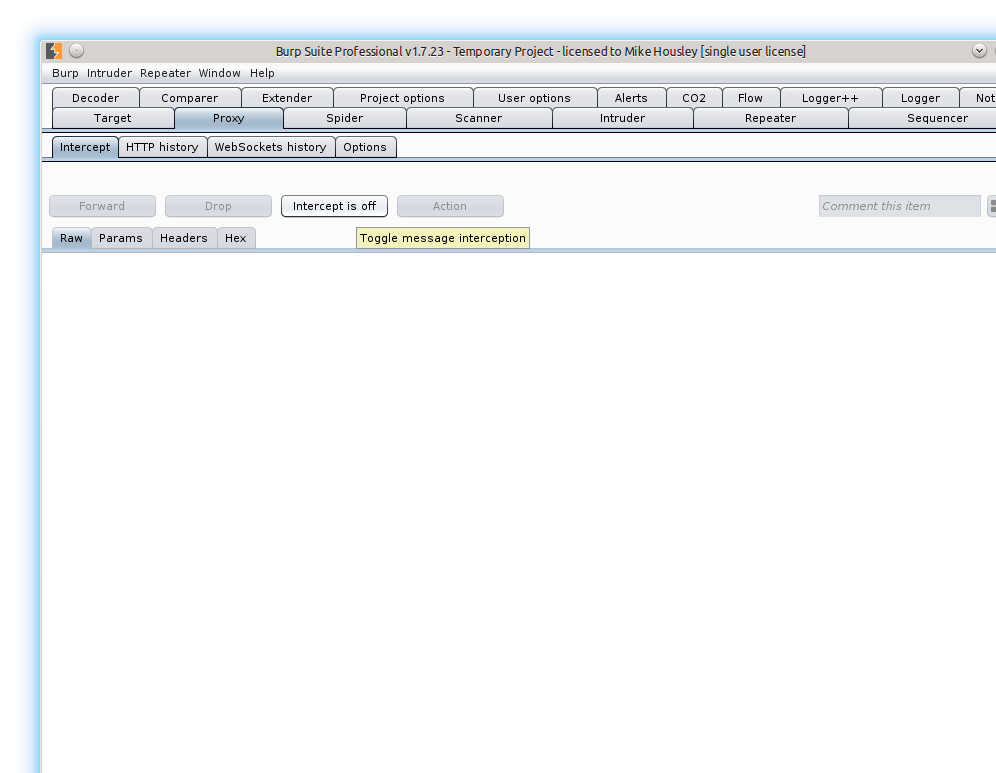 Burp Suite Professional v1.7.23 - Temporary Project - licensed to Mike Housley [single user license]
Burp Intruder Repeater Window Help
Decoder Comparer Extender Project options User options Alerts CO2 Flow Logger++ Logger Not
Target Proxy Spider Scanner Intruder Repeater Sequencer
Intercept HTTP history WebSockets history Options
Forward Drop Intercept is off Action Comment this item
Raw Params Headers Hex Toggle message interception